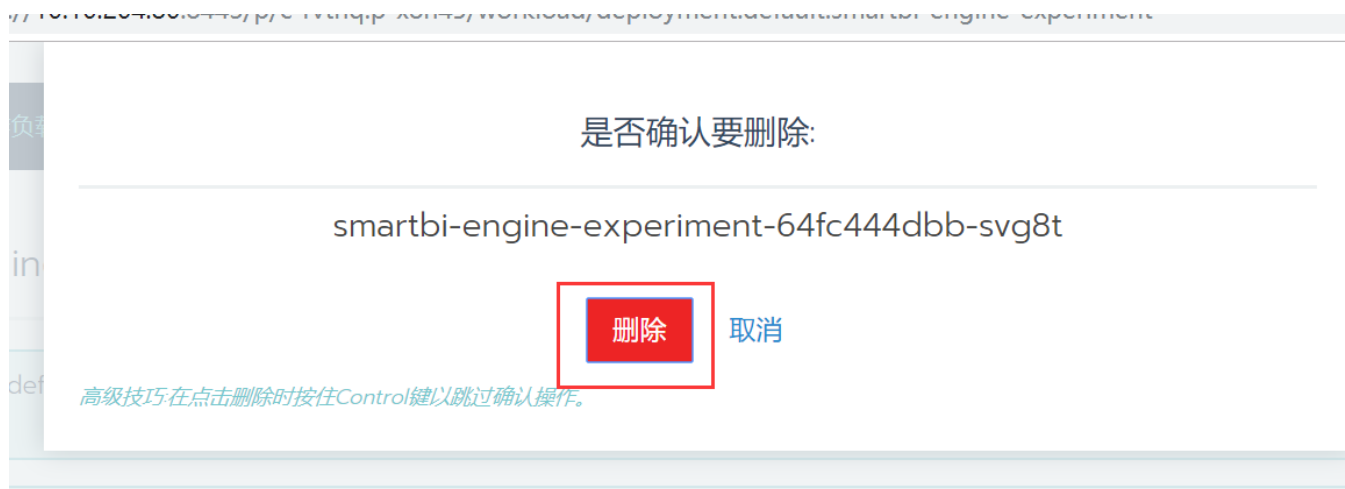 是否确认要删除:
smartbi-engine-experiment-64fc444dbb-svg8t
in
删除 取消
def
高级技巧:在点击删除时按住Control键以跳过确认操作。